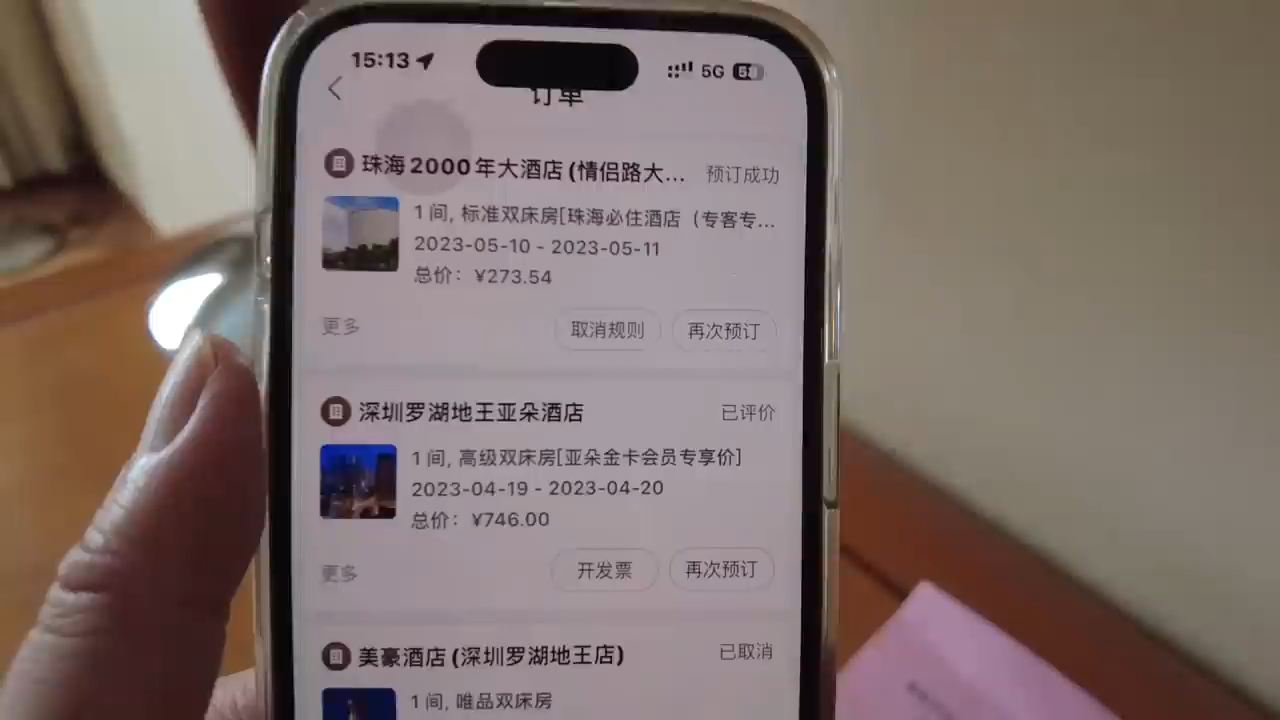 15:13
5G
订单
珠海2000年大酒店(情侣路大...
预订成功
1间, 标准双床房[珠海必住酒店（专客专...
2023-05-10 - 2023-05-11
总价：¥273.54
更多
取消规则
再次预订
深圳罗湖地王亚朵酒店
已评价
1间, 高级双床房[亚朵金卡会员专享价]
2023-04-19 - 2023-04-20
总价：¥746.00
更多
开发票
再次预订
美豪酒店(深圳罗湖地王店)
已取消
1间, 唯品双床房